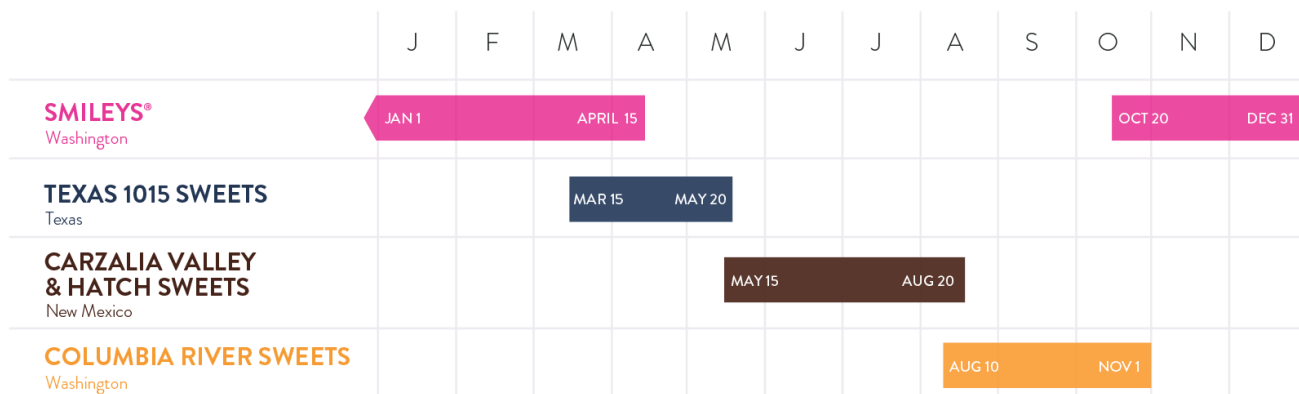 J F M A M J J A S O N D
SMILEYS®
Washington
JAN 1 APRIL 15 OCT 20 DEC 31
TEXAS 1015 SWEETS
Texas
MAR 15 MAY 20
CARZALIA VALLEY
& HATCH SWEETS
New Mexico
MAY 15 AUG 20
COLUMBIA RIVER SWEETS
Washington
AUG 10 NOV 1